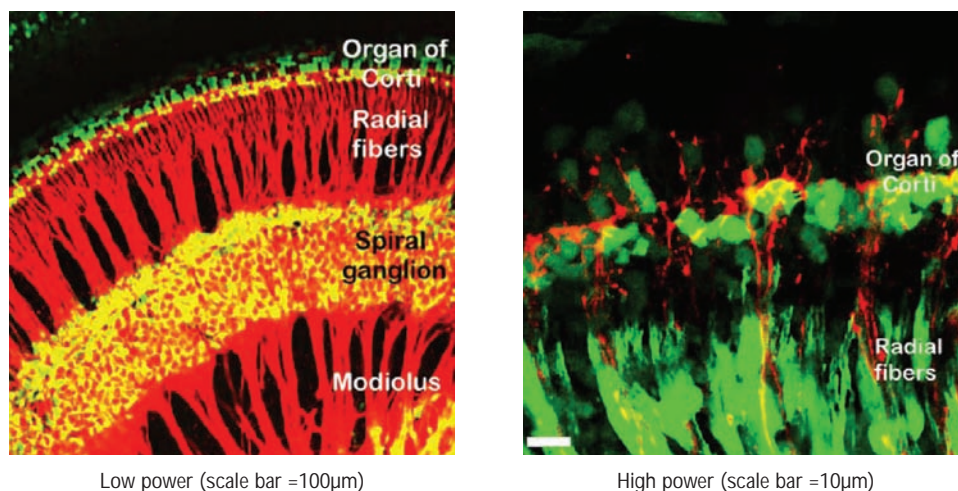 Organ of
Corti
Radial
fibers
Spiral
ganglion
Modiolus
Organ of
Corti
Radial
fibers
Low power (scale bar =100µm)
High power (scale bar =10µm)